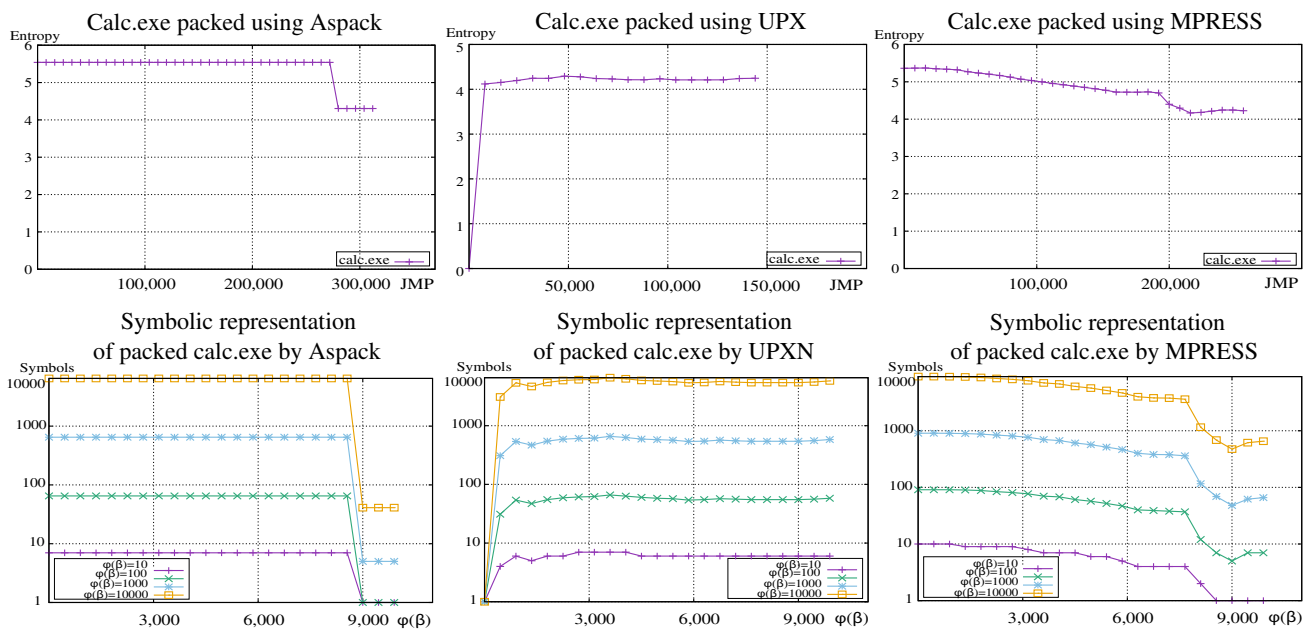 Calc.exe packed using Aspack
Entropy
6
5
4
3
2
1
0
calc.exe
100,000 200,000 300,000 JMP
Calc.exe packed using UPX
Entropy
5
4
3
2
1
0
calc.exe
50,000 100,000 150,000 JMP
Calc.exe packed using MPRESS
Entropy
6
5
4
3
2
1
0
calc.exe
100,000 200,000 JMP
Symbolic representation
of packed calc.exe by Aspack
Symbols
10000
1000
100
10
1
φ(β)=10
φ(β)=100
φ(β)=1000
φ(β)=10000
3,000 6,000 9,000 φ(β)
Symbolic representation
of packed calc.exe by UPXN
Symbols
10000
1000
100
10
1
φ(β)=10
φ(β)=100
φ(β)=1000
φ(β)=10000
3,000 6,000 9,000 φ(β)
Symbolic representation
of packed calc.exe by MPRESS
Symbols
10000
1000
100
10
1
φ(β)=10
φ(β)=100
φ(β)=1000
φ(β)=10000
3,000 6,000 9,000 φ(β)